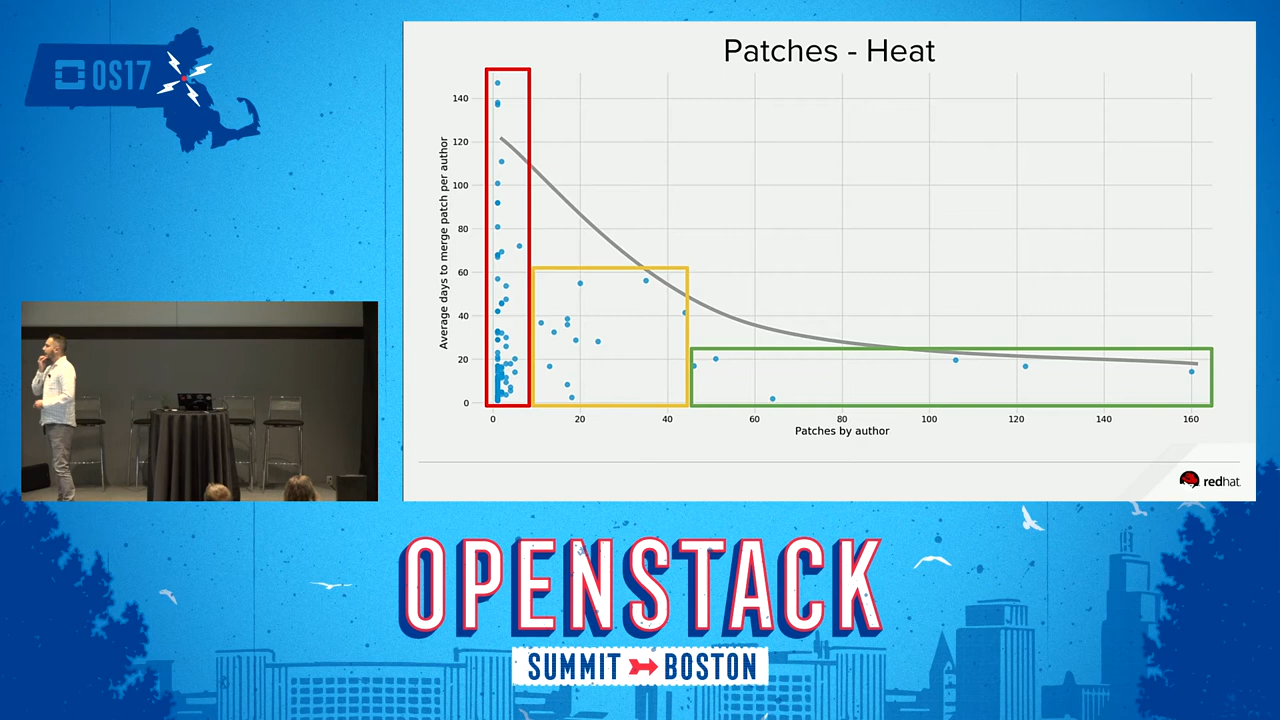 OS17
Patches - Heat
Average days to merge patch per author
140
120
100
80
60
40
20
0
0 20 40 60 80 100 120 140 160
Patches by author
redhat.
OPENSTACK
SUMMIT BOSTON